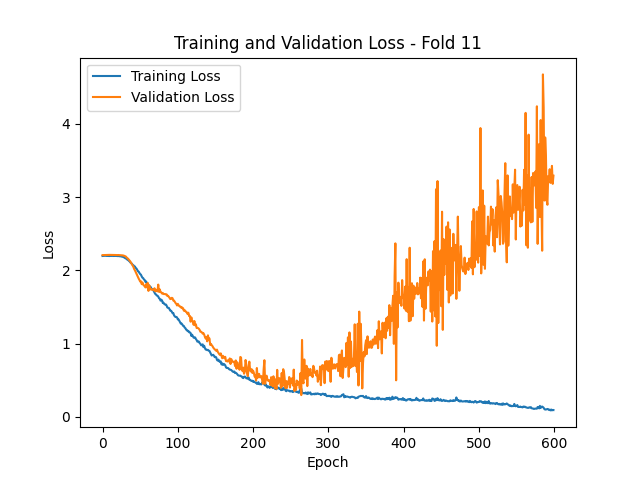 Training and Validation Loss - Fold 11
Training Loss
Validation Loss
4
3
2
1
0
Loss
0 100 200 300 400 500 600
Epoch